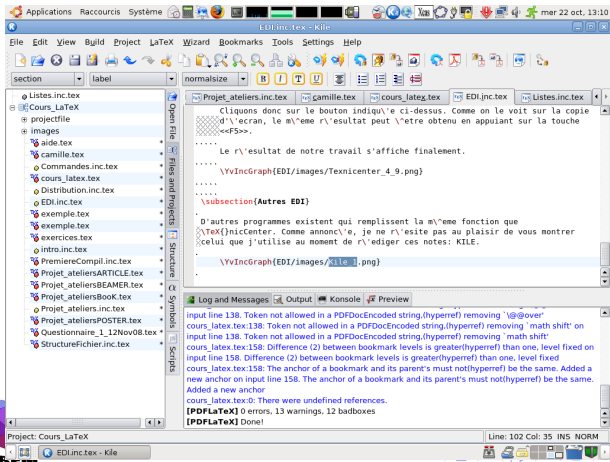 Applications Raccourcis Système mer 22 oct, 13:10
EDI.inc.tex - Kile
File Edit View Build Project LaTeX Wizard Bookmarks Tools Settings Help
section label normalsize B I T U
Listes.inc.tex
Cours_LaTeX
projectfile
images
aide.tex *
camille.tex *
Commandes.inc.tex *
cours_latex.tex *
Distribution.inc.tex *
EDI.inc.tex *
exemple.tex *
exemple.tex *
exercices.tex *
intro.inc.tex *
PremiereCompil.inc.tex *
Projet_ateliersARTICLE.tex *
Projet_ateliersBEAMER.tex *
Projet_ateliersBooK.tex *
Projet_ateliers.inc.tex *
Projet_ateliersPOSTER.tex *
Questionnaire_1_12Nov08.tex *
StructureFichier.inc.tex *
Open File
Files and Projects
Structure
Symbols
Scripts
Projet_ateliers.inc.tex camille.tex cours_latex.tex EDI.inc.tex Listes.inc.tex
Cliquons donc sur le bouton indiqu\'e ci-dessus. Comme on le voit sur la copie
d'\'ecran, le m\^eme r\'esultat peut \^etre obtenu en appuiant sur la touche
<<F5>>.
.....
Le r\'esultat de notre travail s'affiche finalement.
.....
\YvIncGraph{EDI/images/Texnicenter_4_9.png}
.....
.....
\subsection{Autres EDI}
.
D'autres programmes existent qui remplissent la m\^eme fonction que
\TeX{}nicCenter. Comme annonc\'e, je ne r\'esite pas au plaisir de vous montrer
celui que j'utilise au momemt de r\'ediger ces notes: KILE.
.
\YvIncGraph{EDI/images/Kile_1.png}
.
Log and Messages Output Konsole Preview
input line 138. Token not allowed in a PDFDocEncoded string,(hyperref) removing `\@@over'
cours_latex.tex:138: Token not allowed in a PDFDocEncoded string,(hyperref) removing `math shift' on
input line 138. Token not allowed in a PDFDocEncoded string,(hyperref) removing `math shift'
cours_latex.tex:158: Difference (2) between bookmark levels is greater(hyperref) than one, level fixed on
input line 158. Difference (2) between bookmark levels is greater(hyperref) than one, level fixed
cours_latex.tex:158: The anchor of a bookmark and its parent's must not(hyperref) be the same. Added a
new anchor on input line 158. The anchor of a bookmark and its parent's must not(hyperref) be the same.
Added a new anchor
cours_latex.tex:0: There were undefined references.
[PDFLaTeX] 0 errors, 13 warnings, 12 badboxes
[PDFLaTeX] Done!
Project: Cours_LaTeX Line: 102 Col: 35 INS NORM
EDI.inc.tex - Kile